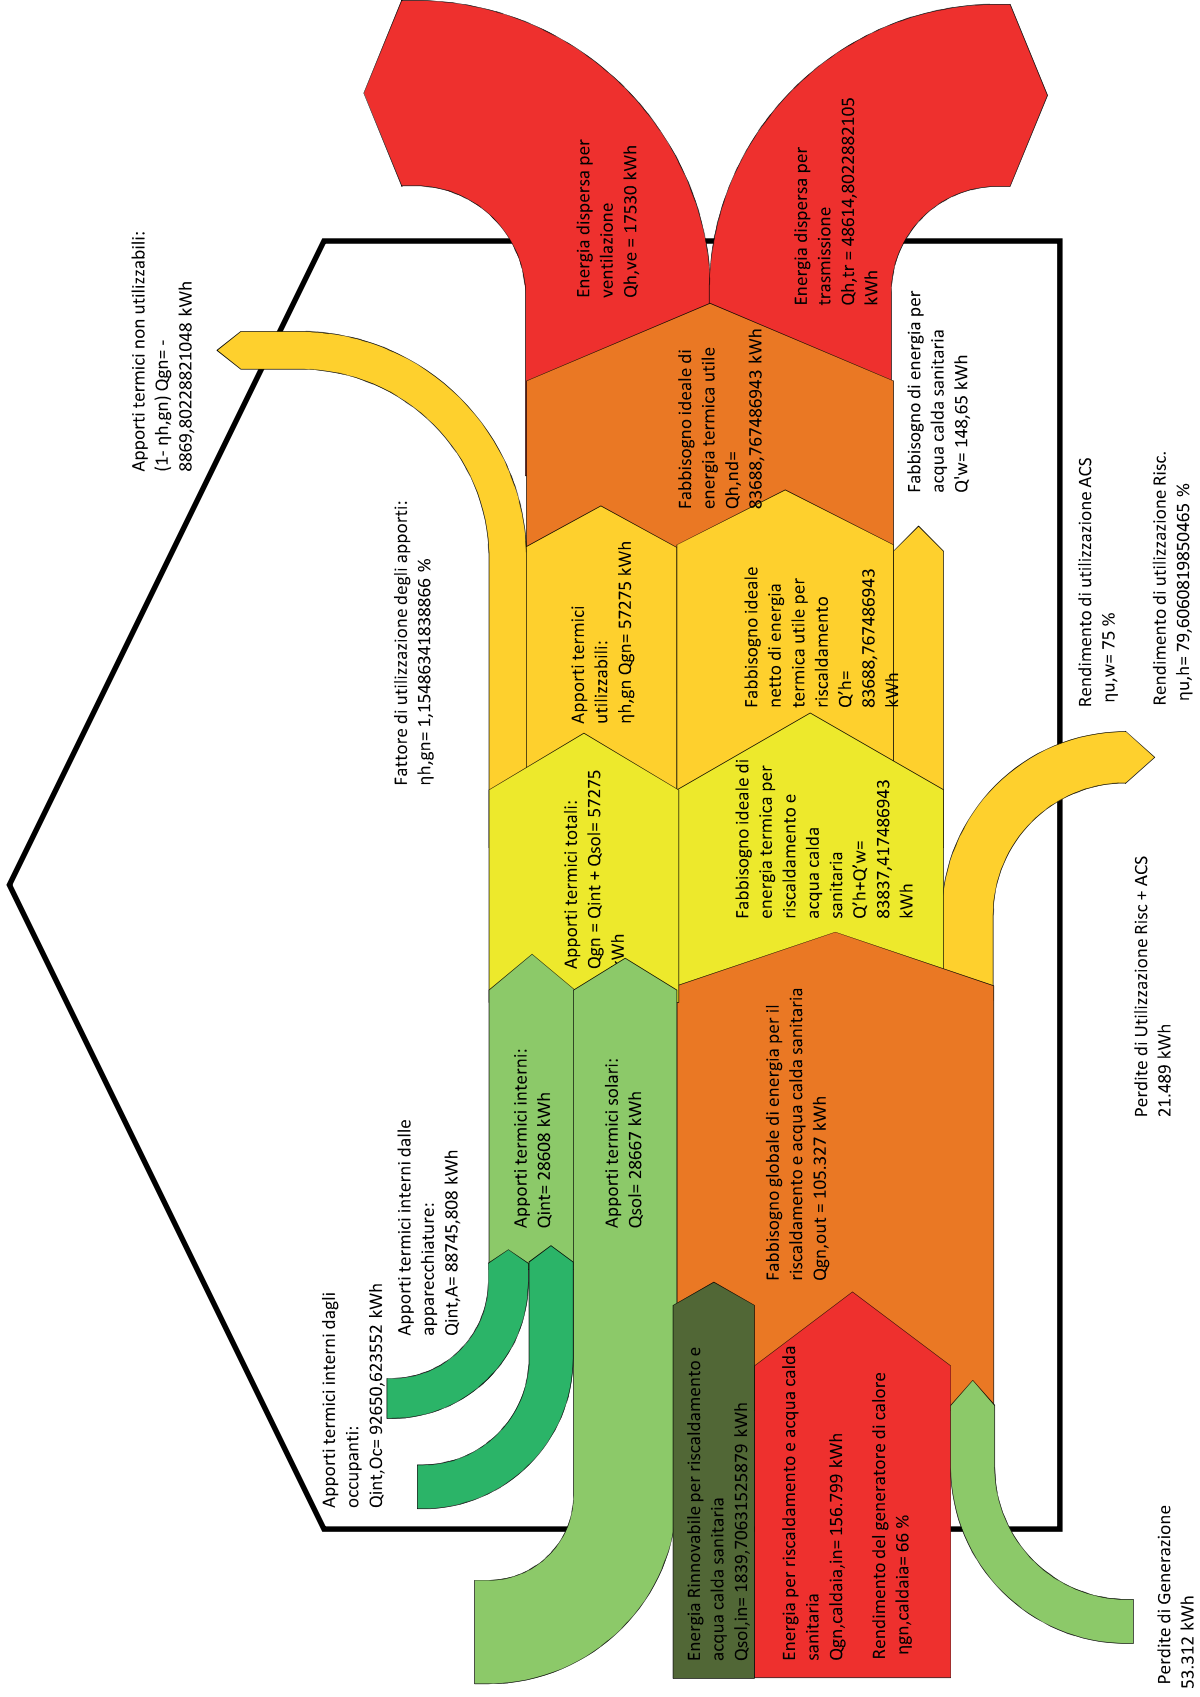 Apporti termici non utilizzabili:
(1- ηh,gn) Qgn= -
8869,80228821048 kWh
Fattore di utilizzazione degli apporti:
ηh,gn= 1,15486341838866 %
Apporti termici interni dagli
occupanti:
Qint,Oc= 92650,623552 kWh
Apporti termici interni dalle
apparecchiature:
Qint,A= 88745,808 kWh
Apporti termici interni:
Qint= 28608 kWh
Apporti termici solari:
Qsol= 28667 kWh
Apporti termici totali:
Qgn = Qint + Qsol= 57275
kWh
Apporti termici
utilizzabili:
ηh,gn Qgn= 57275 kWh
Energia dispersa per
ventilazione
Qh,ve = 17530 kWh
Energia Rinnovabile per riscaldamento e
acqua calda sanitaria
Qsol,in= 1839,70631525879 kWh
Energia per riscaldamento e acqua calda
sanitaria
Qgn,caldaia,in= 156.799 kWh
Rendimento del generatore di calore
ηgn,caldaia= 66 %
Fabbisogno globale di energia per il
riscaldamento e acqua calda sanitaria
Qgn,out = 105.327 kWh
Fabbisogno ideale di
energia termica per
riscaldamento e
acqua calda
sanitaria
Q’h+Q’w=
83837,417486943
kWh
Fabbisogno ideale
netto di energia
termica utile per
riscaldamento
Q’h=
83688,767486943
kWh
Fabbisogno ideale di
energia termica utile
Qh,nd=
83688,767486943 kWh
Energia dispersa per
trasmissione
Qh,tr = 48614,8022882105
kWh
Fabbisogno di energia per
acqua calda sanitaria
Q'w= 148,65 kWh
Rendimento di utilizzazione ACS
ηu,w= 75 %
Rendimento di utilizzazione Risc.
ηu,h= 79,6060819850465 %
Perdite di Utilizzazione Risc + ACS
21.489 kWh
Perdite di Generazione
53.312 kWh